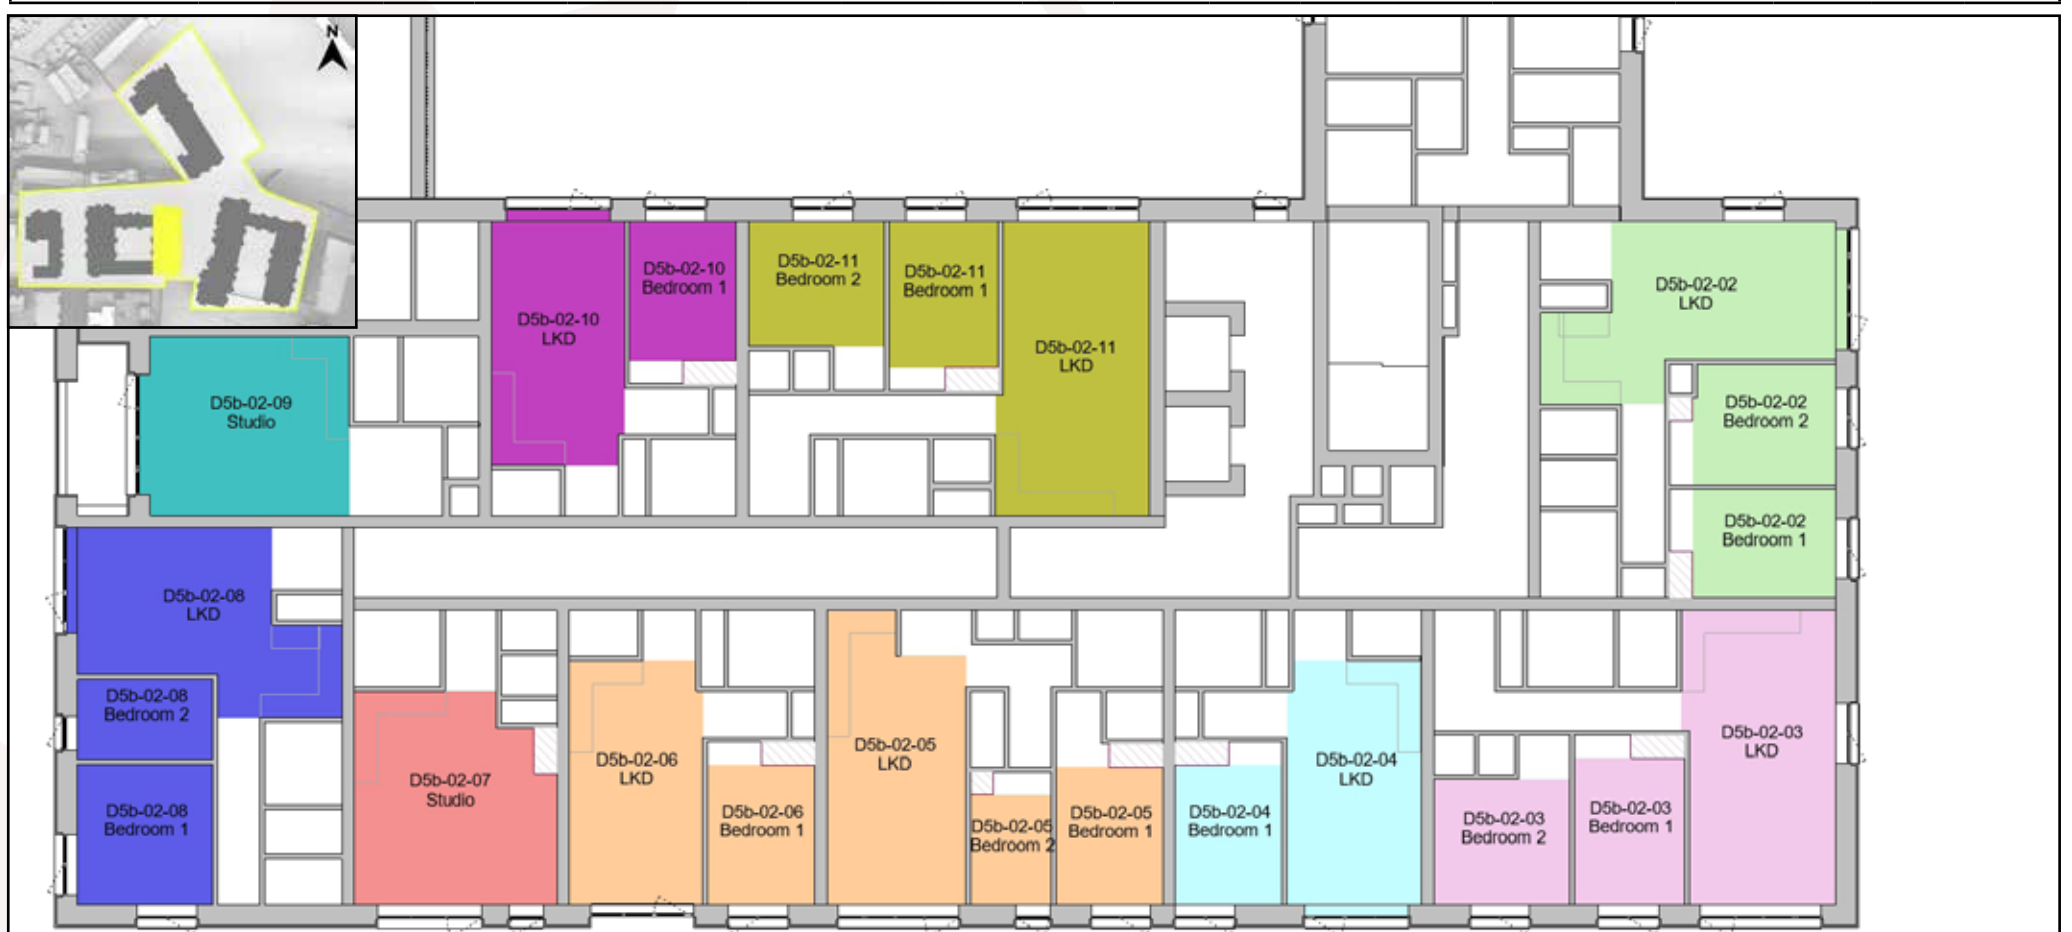 N
D5b-02-10
LKD
D5b-02-10
Bedroom 1
D5b-02-11
Bedroom 2
D5b-02-11
Bedroom 1
D5b-02-11
LKD
D5b-02-02
LKD
D5b-02-09
Studio
D5b-02-02
Bedroom 2
D5b-02-02
Bedroom 1
D5b-02-08
LKD
D5b-02-08
Bedroom 2
D5b-02-08
Bedroom 1
D5b-02-07
Studio
D5b-02-06
LKD
D5b-02-06
Bedroom 1
D5b-02-05
LKD
D5b-02-05
Bedroom 2
D5b-02-05
Bedroom 1
D5b-02-04
Bedroom 1
D5b-02-04
LKD
D5b-02-03
Bedroom 2
D5b-02-03
Bedroom 1
D5b-02-03
LKD